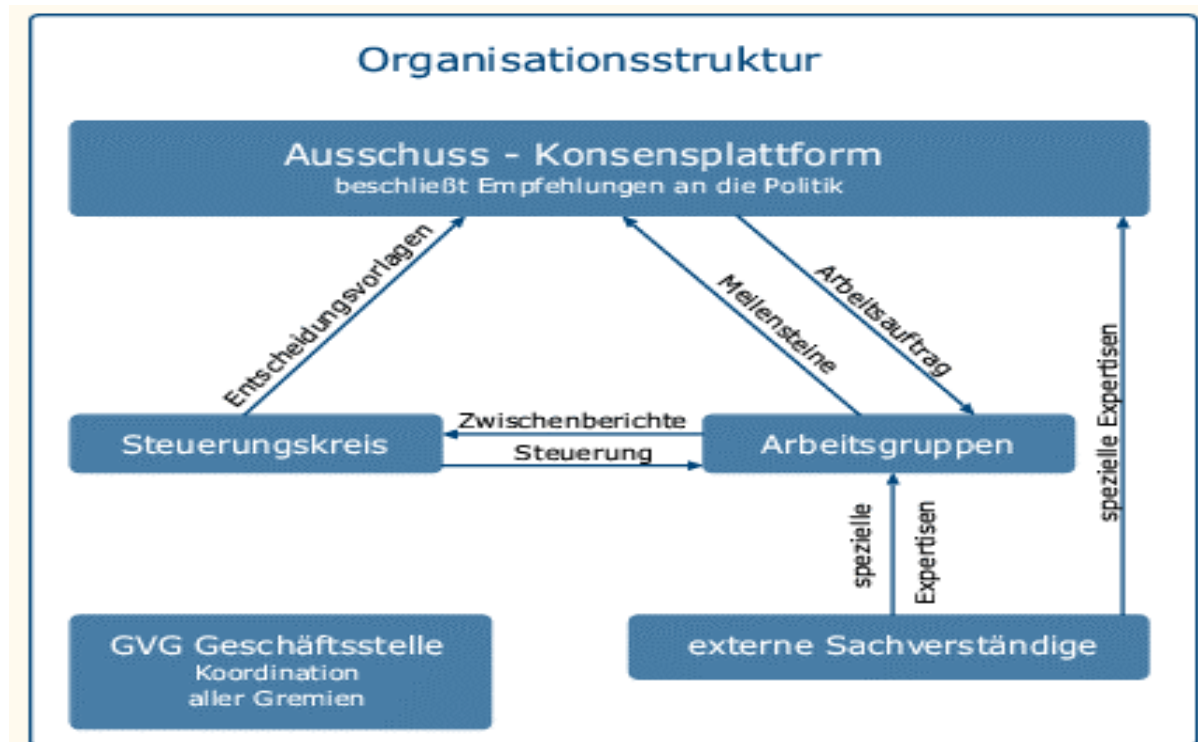 Organisationsstruktur
Ausschuss - Konsensplattform
beschließt Empfehlungen an die Politik
Entscheidungsvorlagen
Meilensteine
Arbeitsauftrag
spezielle Expertisen
Steuerungskreis
Zwischenberichte
Steuerung
Arbeitsgruppen
spezielle
Expertisen
GVG Geschäftsstelle
Koordination
aller Gremien
externe Sachverständige